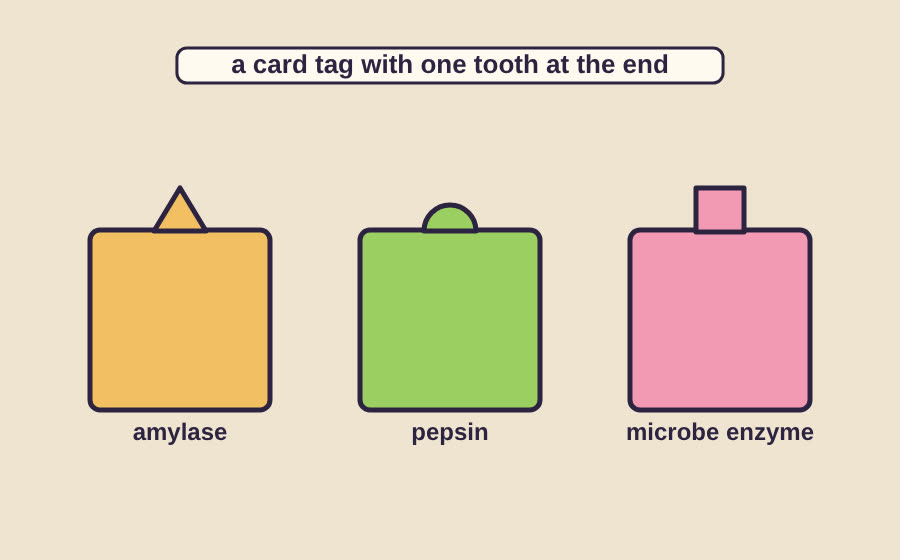 a card tag with one tooth at the end
amylase
pepsin
microbe enzyme